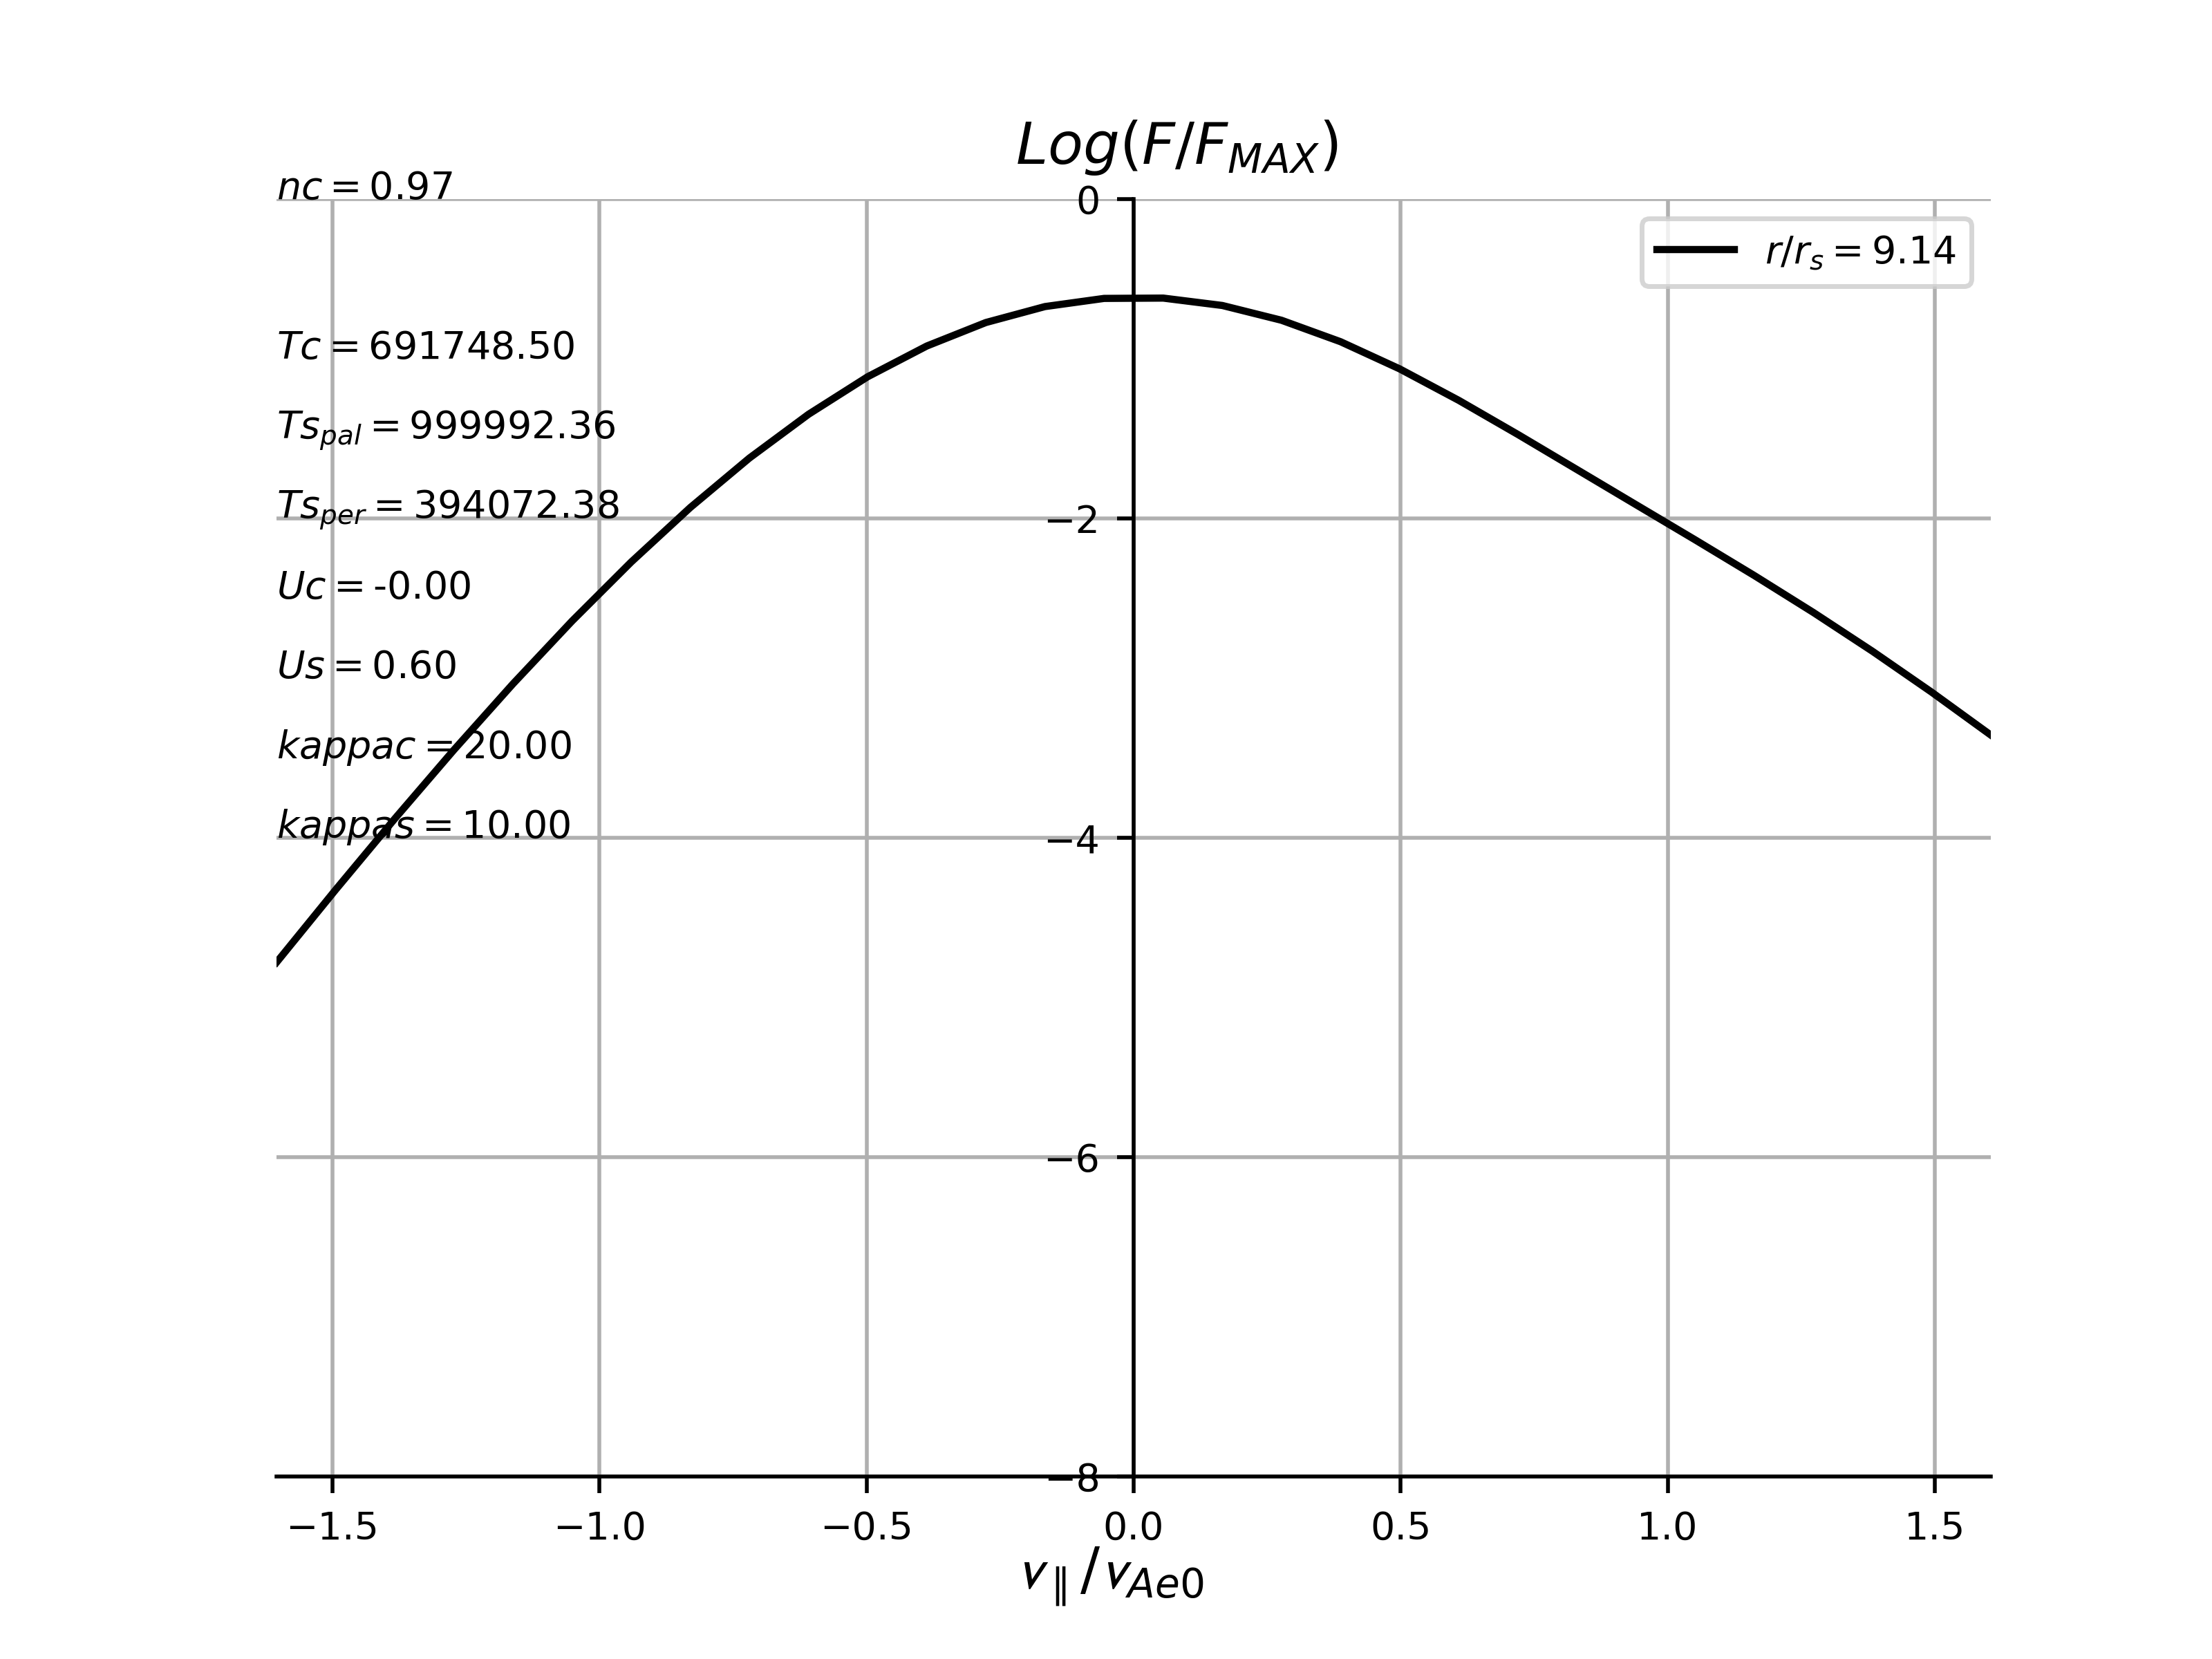 Log(F/F_MAX)
nc = 0.97
0
r/r_s = 9.14
Tc = 691748.50
Ts_pal = 999992.36
Ts_per = 394072.38
−2
Uc = -0.00
Us = 0.60
kappac = 20.00
kappas = 10.00
−4
−6
−8
−1.5 −1.0 −0.5 0.0 0.5 1.0 1.5
v_∥/v_Ae0